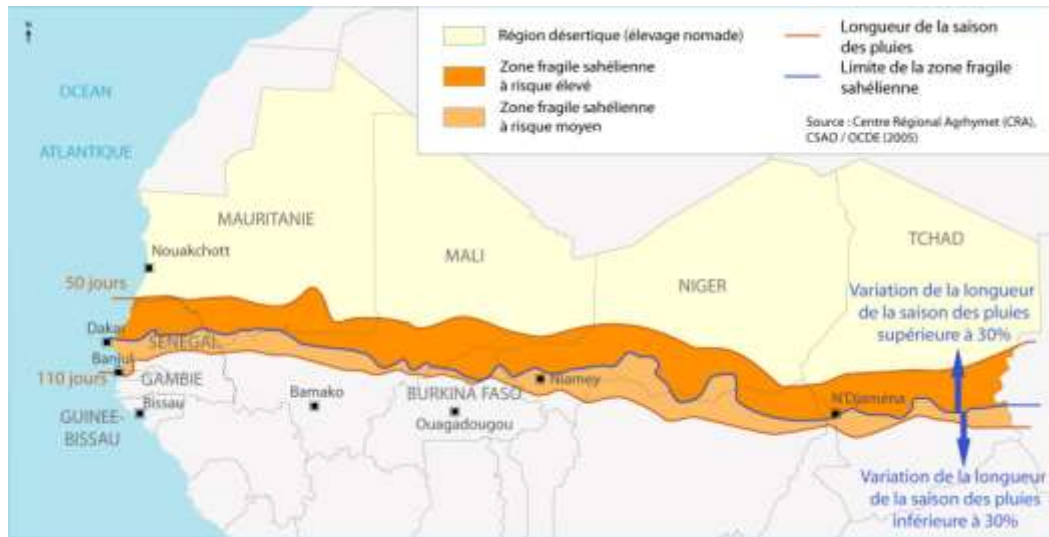 N
Région désertique (élevage nomade)
Zone fragile sahélienne
à risque élevé
Zone fragile sahélienne
à risque moyen
Longueur de la saison
des pluies
Limite de la zone fragile
sahélienne
Source : Centre Régional Agrhymet (CRA),
CSAO / OCDE (2005)
OCEAN
ATLANTIQUE
MAURITANIE
Nouakchott
MALI
NIGER
TCHAD
50 jours
Variation de la longueur
de la saison des pluies
supérieure à 30%
Dakar
SENEGAL
Banjul
110 jours
GAMBIE
Bissau
GUINEE-
BISSAU
Bamako
BURKINA FASO
Ouagadougou
Niamey
N'Djaména
Variation de la longueur
de la saison des pluies
inférieure à 30%